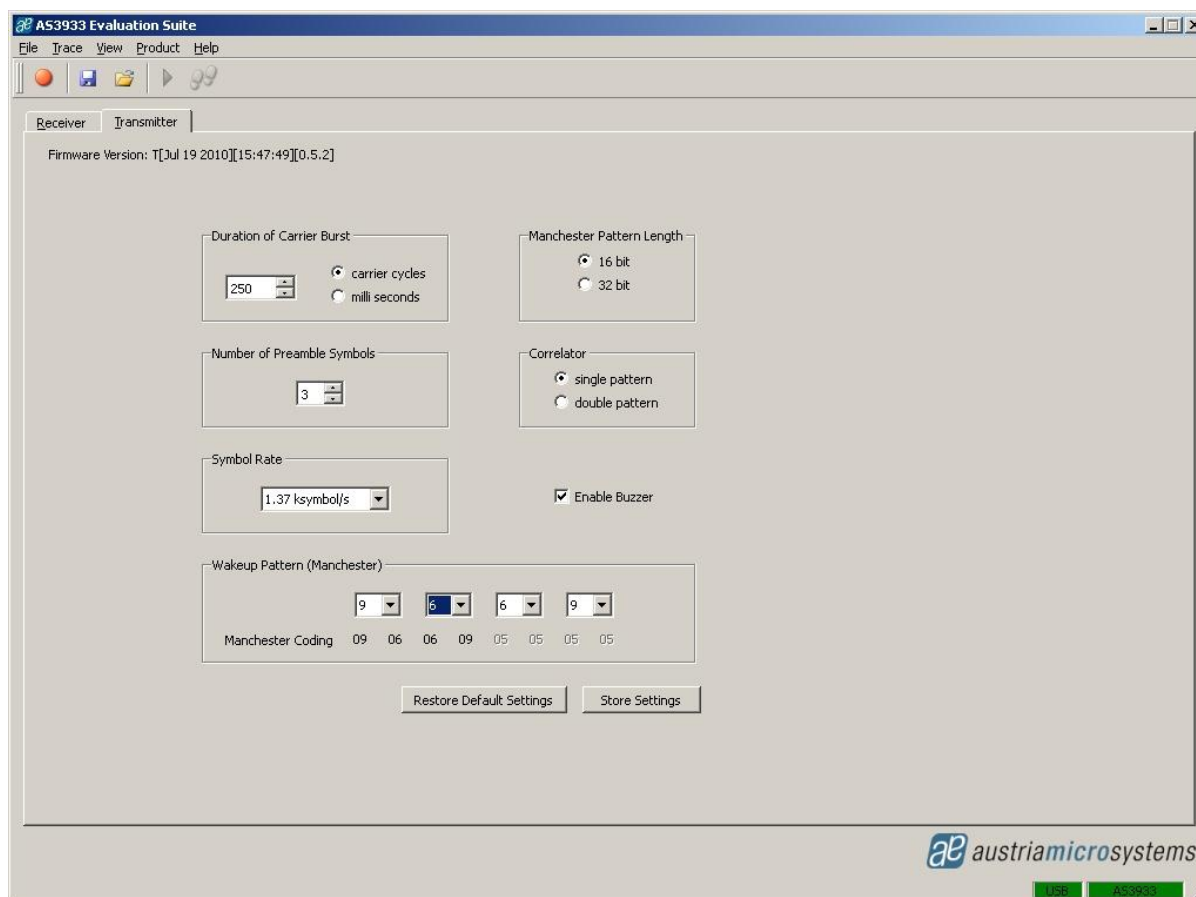 AS3933 Evaluation Suite
File Trace View Product Help
Receiver Transmitter
Firmware Version: T[Jul 19 2010][15:47:49][0.5.2]
Duration of Carrier Burst
250
carrier cycles
milli seconds
Manchester Pattern Length
16 bit
32 bit
Number of Preamble Symbols
3
Correlator
single pattern
double pattern
Symbol Rate
1.37 ksymbol/s
Enable Buzzer
Wakeup Pattern (Manchester)
9 6 6 9
Manchester Coding 09 06 06 09 05 05 05 05
Restore Default Settings Store Settings
ae austriamicrosystems
USB AS3933